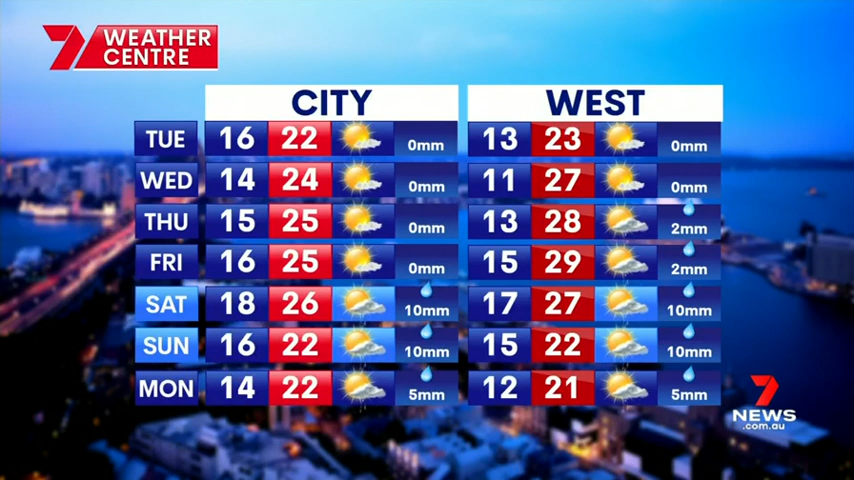 7 WEATHER
CENTRE
CITY WEST
TUE 16 22 0mm 13 23 0mm
WED 14 24 0mm 11 27 0mm
THU 15 25 0mm 13 28 2mm
FRI 16 25 0mm 15 29 2mm
SAT 18 26 10mm 17 27 10mm
SUN 16 22 10mm 15 22 10mm
MON 14 22 5mm 12 21 5mm
7
NEWS
.com.au